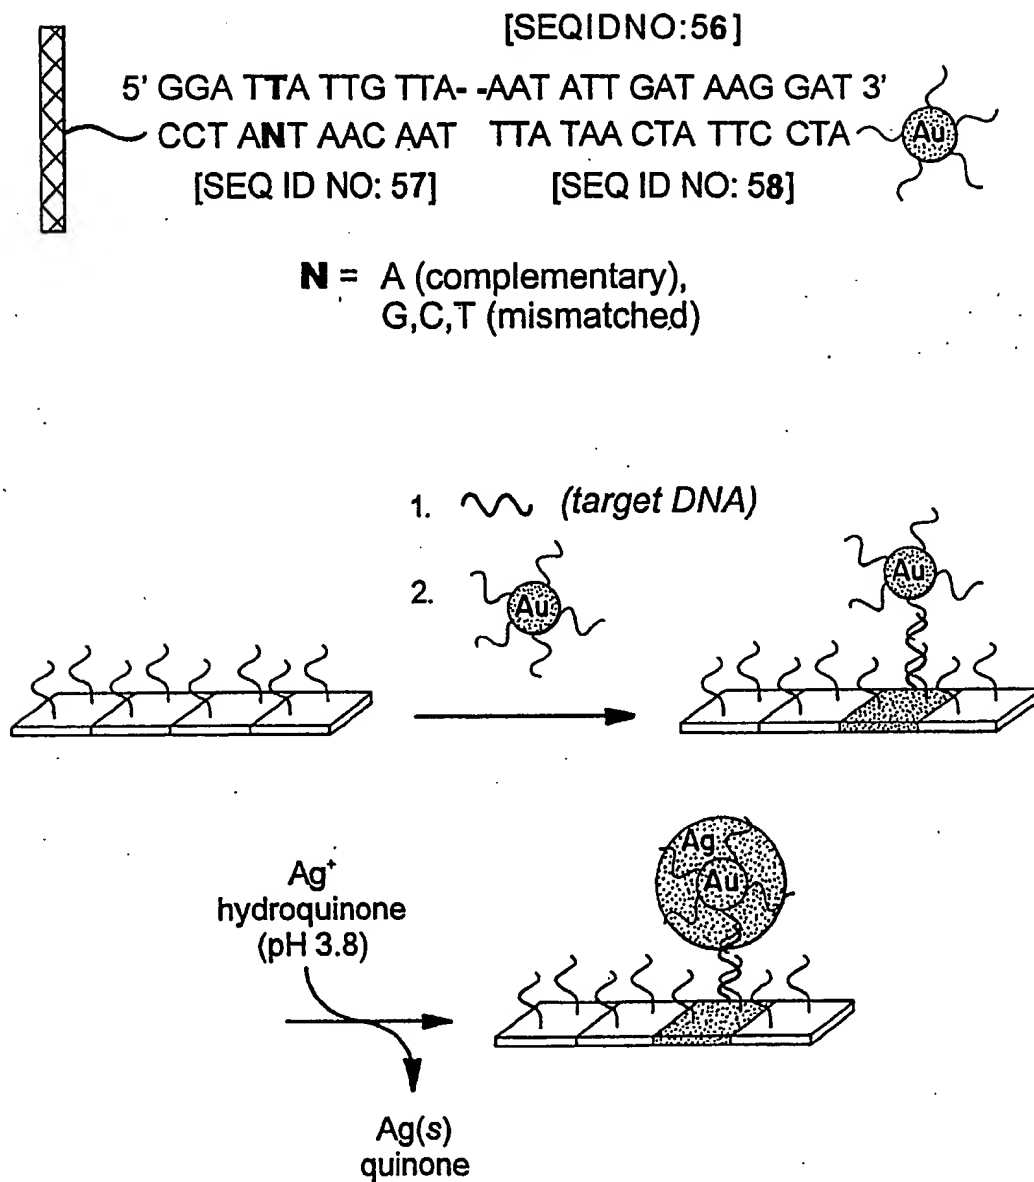 [SEQIDNO:56]
5' GGA TTA TTG TTA- -AAT ATT GAT AAG GAT 3'
CCT ANT AAC AAT TTA TAA CTA TTC CTA Au
[SEQ ID NO: 57] [SEQ ID NO: 58]
N = A (complementary),
G,C,T (mismatched)
1. (target DNA)
2. Au
Au
Ag⁺
hydroquinone
(pH 3.8)
Ag
Au
Ag(s)
quinone